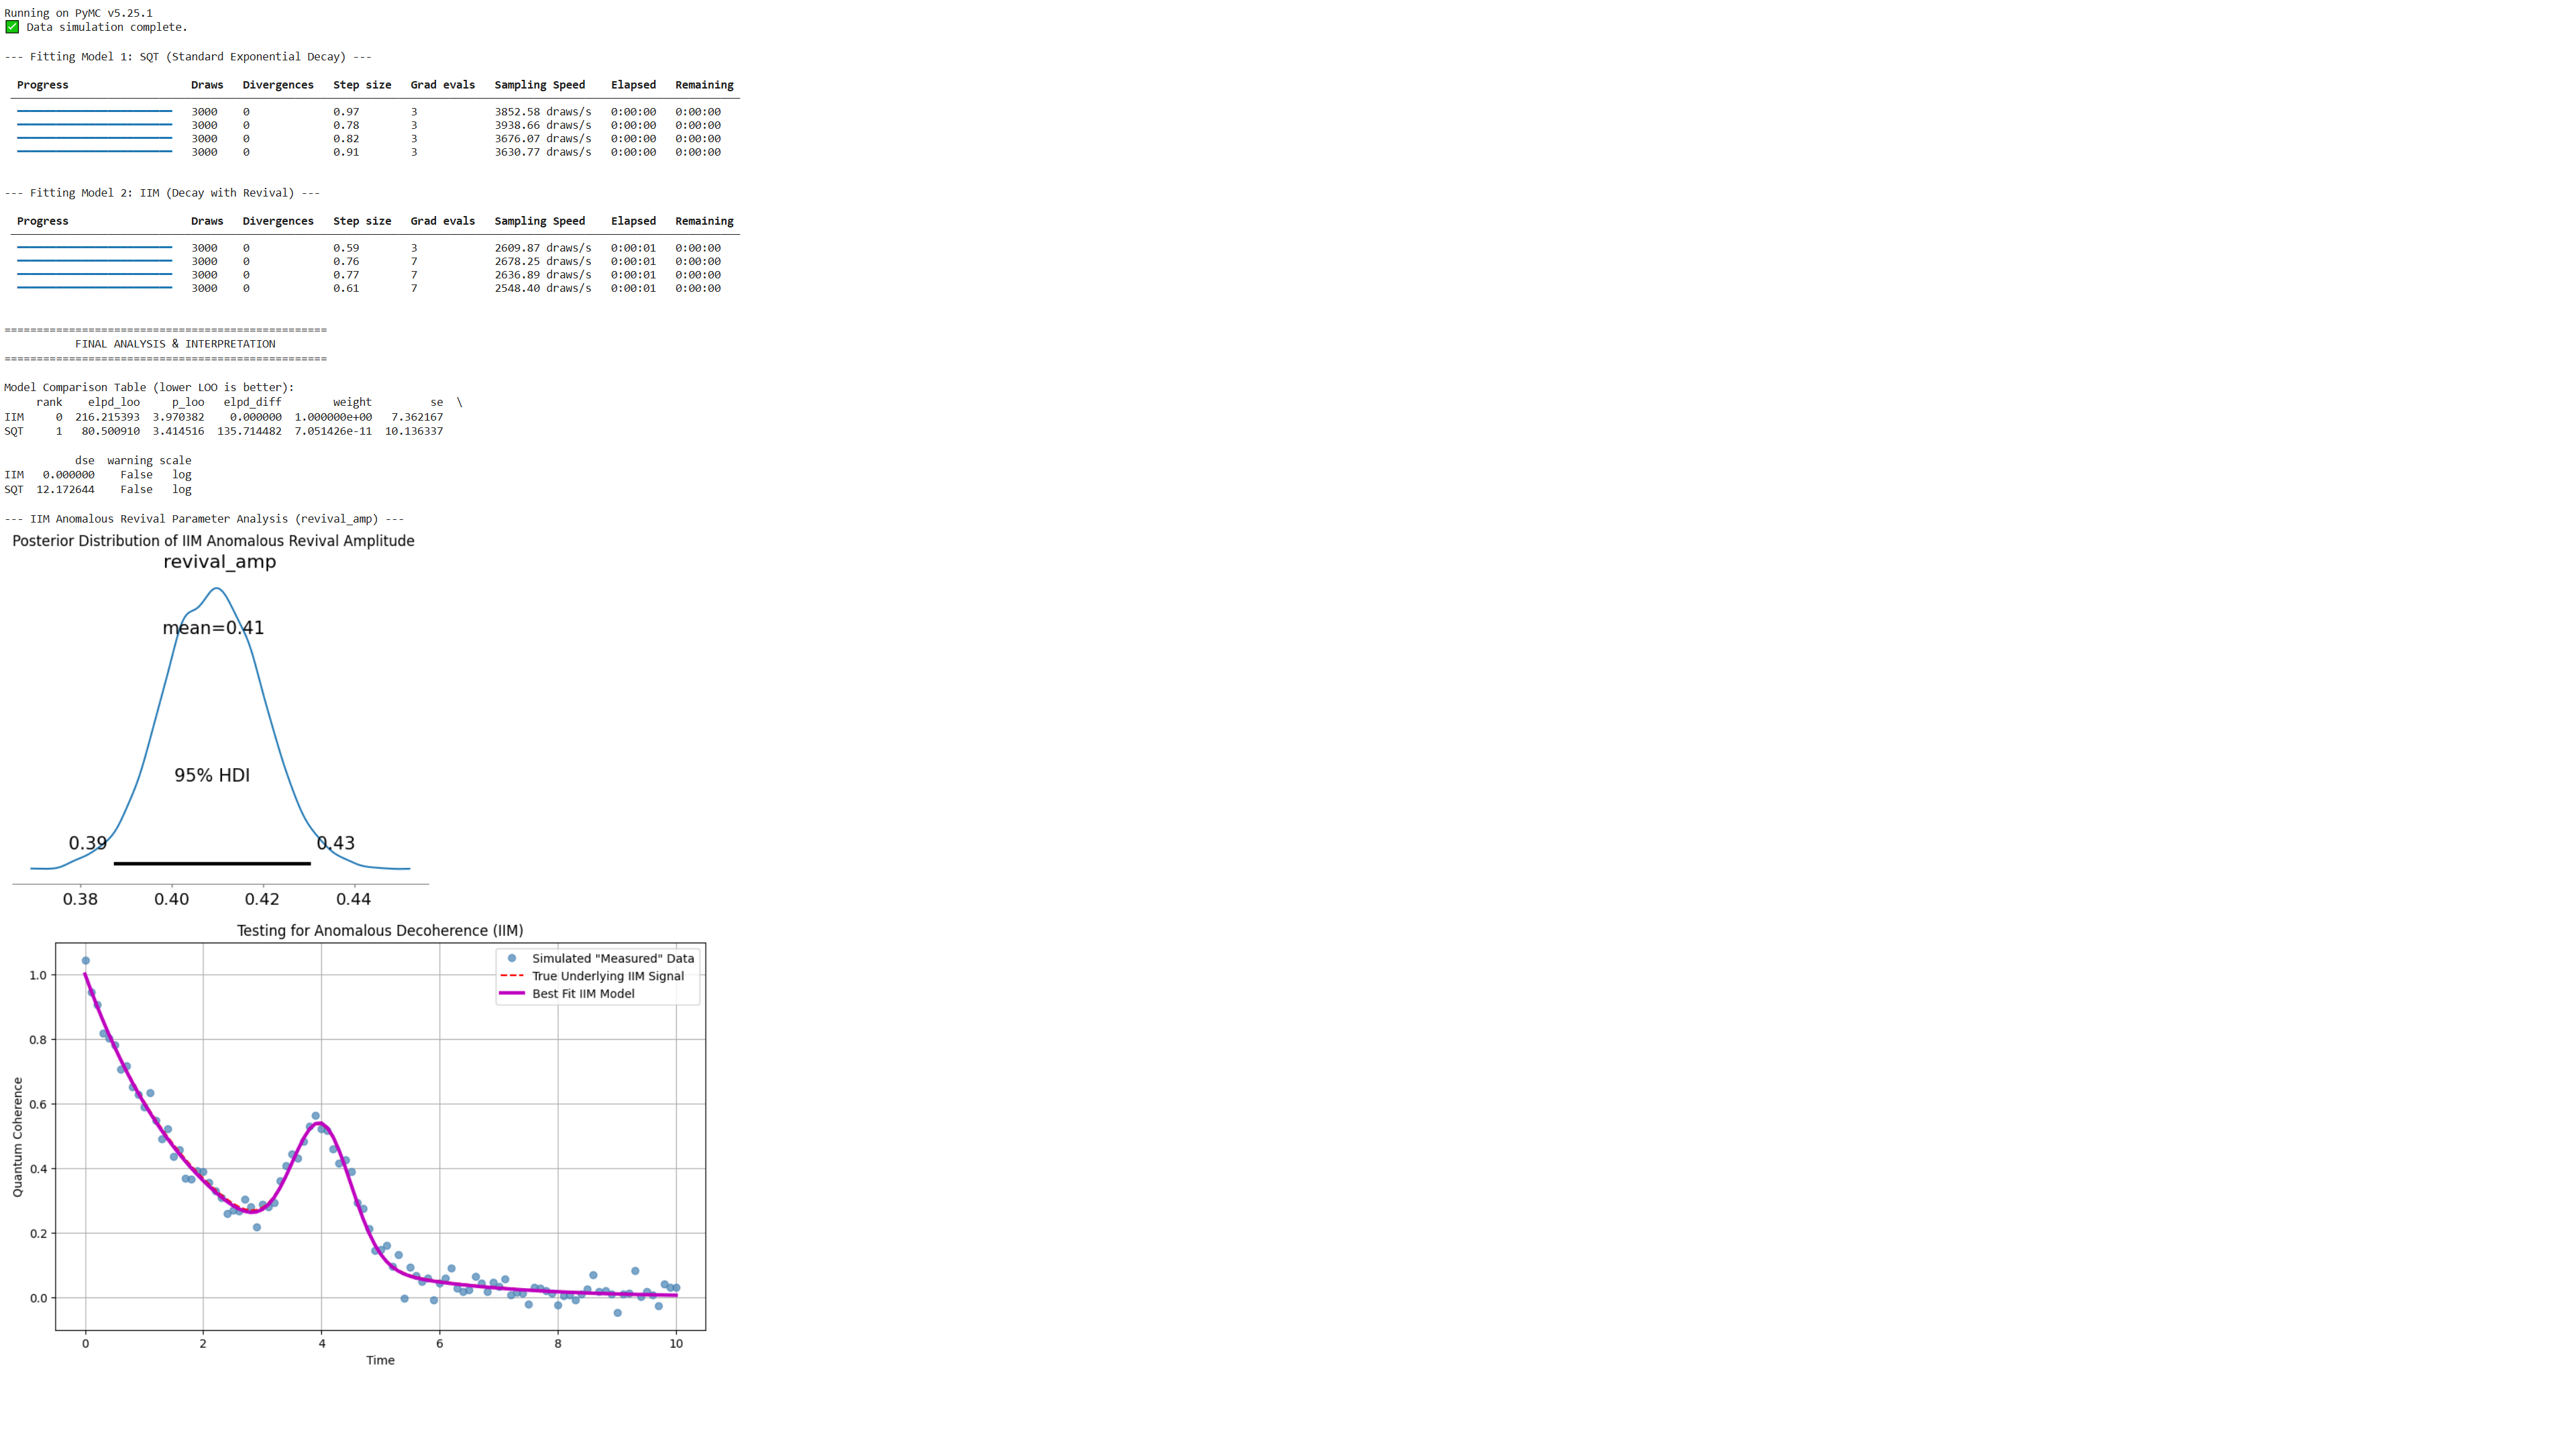 Running on PyMC v5.25.1
✅ Data simulation complete.
--- Fitting Model 1: SQT (Standard Exponential Decay) ---
Progress Draws Divergences Step size Grad evals Sampling Speed Elapsed Remaining
3000 0 0.97 3 3852.58 draws/s 0:00:00 0:00:00
3000 0 0.78 3 3938.66 draws/s 0:00:00 0:00:00
3000 0 0.82 3 3676.07 draws/s 0:00:00 0:00:00
3000 0 0.91 3 3630.77 draws/s 0:00:00 0:00:00
--- Fitting Model 2: IIM (Decay with Revival) ---
Progress Draws Divergences Step size Grad evals Sampling Speed Elapsed Remaining
3000 0 0.59 3 2609.87 draws/s 0:00:01 0:00:00
3000 0 0.76 7 2678.25 draws/s 0:00:01 0:00:00
3000 0 0.77 7 2636.89 draws/s 0:00:01 0:00:00
3000 0 0.61 7 2548.40 draws/s 0:00:01 0:00:00
==================================================
FINAL ANALYSIS & INTERPRETATION
==================================================
Model Comparison Table (lower LOO is better):
rank elpd_loo p_loo elpd_diff weight se \
IIM 0 216.215393 3.970382 0.000000 1.000000e+00 7.362167
SQT 1 80.500910 3.414516 135.714482 7.051426e-11 10.136337
dse warning scale
IIM 0.000000 False log
SQT 12.172644 False log
--- IIM Anomalous Revival Parameter Analysis (revival_amp) ---
Posterior Distribution of IIM Anomalous Revival Amplitude
revival_amp
mean=0.41
95% HDI
0.39 0.43
0.38 0.40 0.42 0.44
Testing for Anomalous Decoherence (IIM)
Simulated "Measured" Data
True Underlying IIM Signal
Best Fit IIM Model
1.0
0.8
0.6
0.4
0.2
0.0
Quantum Coherence
0 2 4 6 8 10
Time